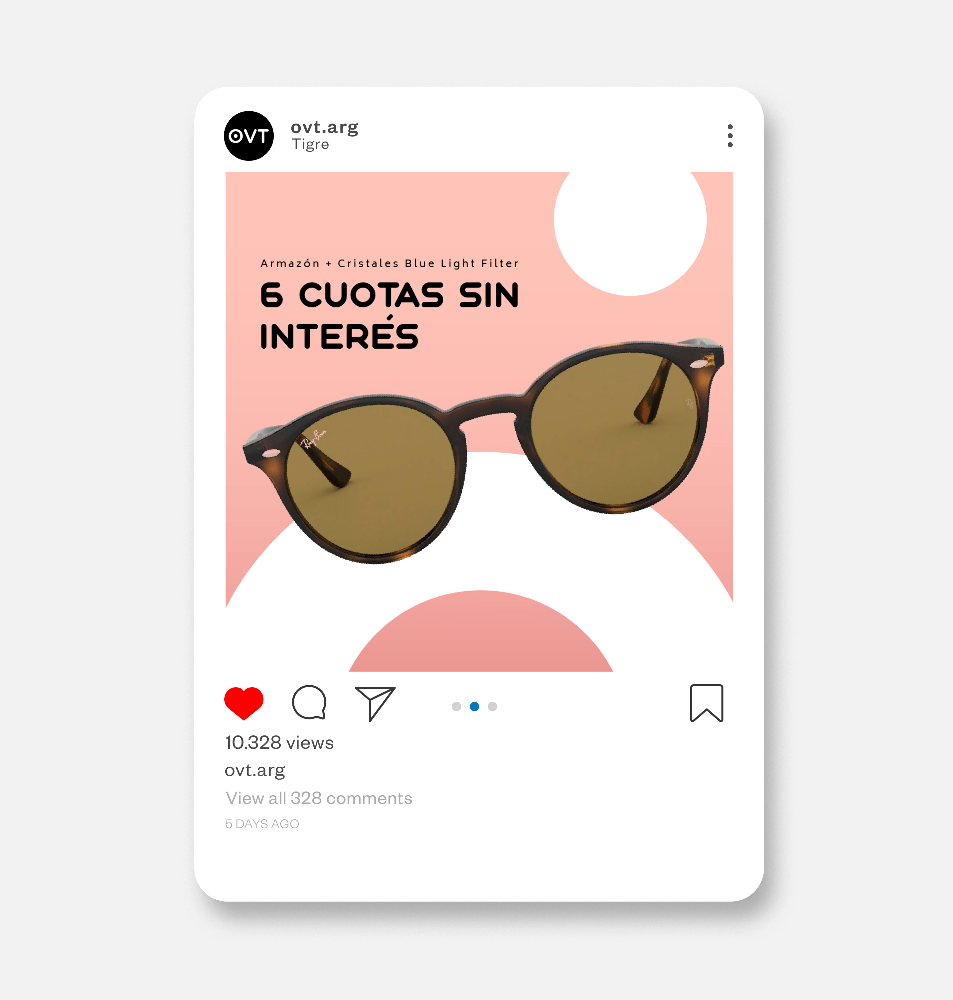 OVT
ovt.arg
Tigre
Armazón + Cristales Blue Light Filter
6 CUOTAS SIN
INTERÉS
Ray-Ban
10.328 views
ovt.arg
View all 328 comments
5 DAYS AGO